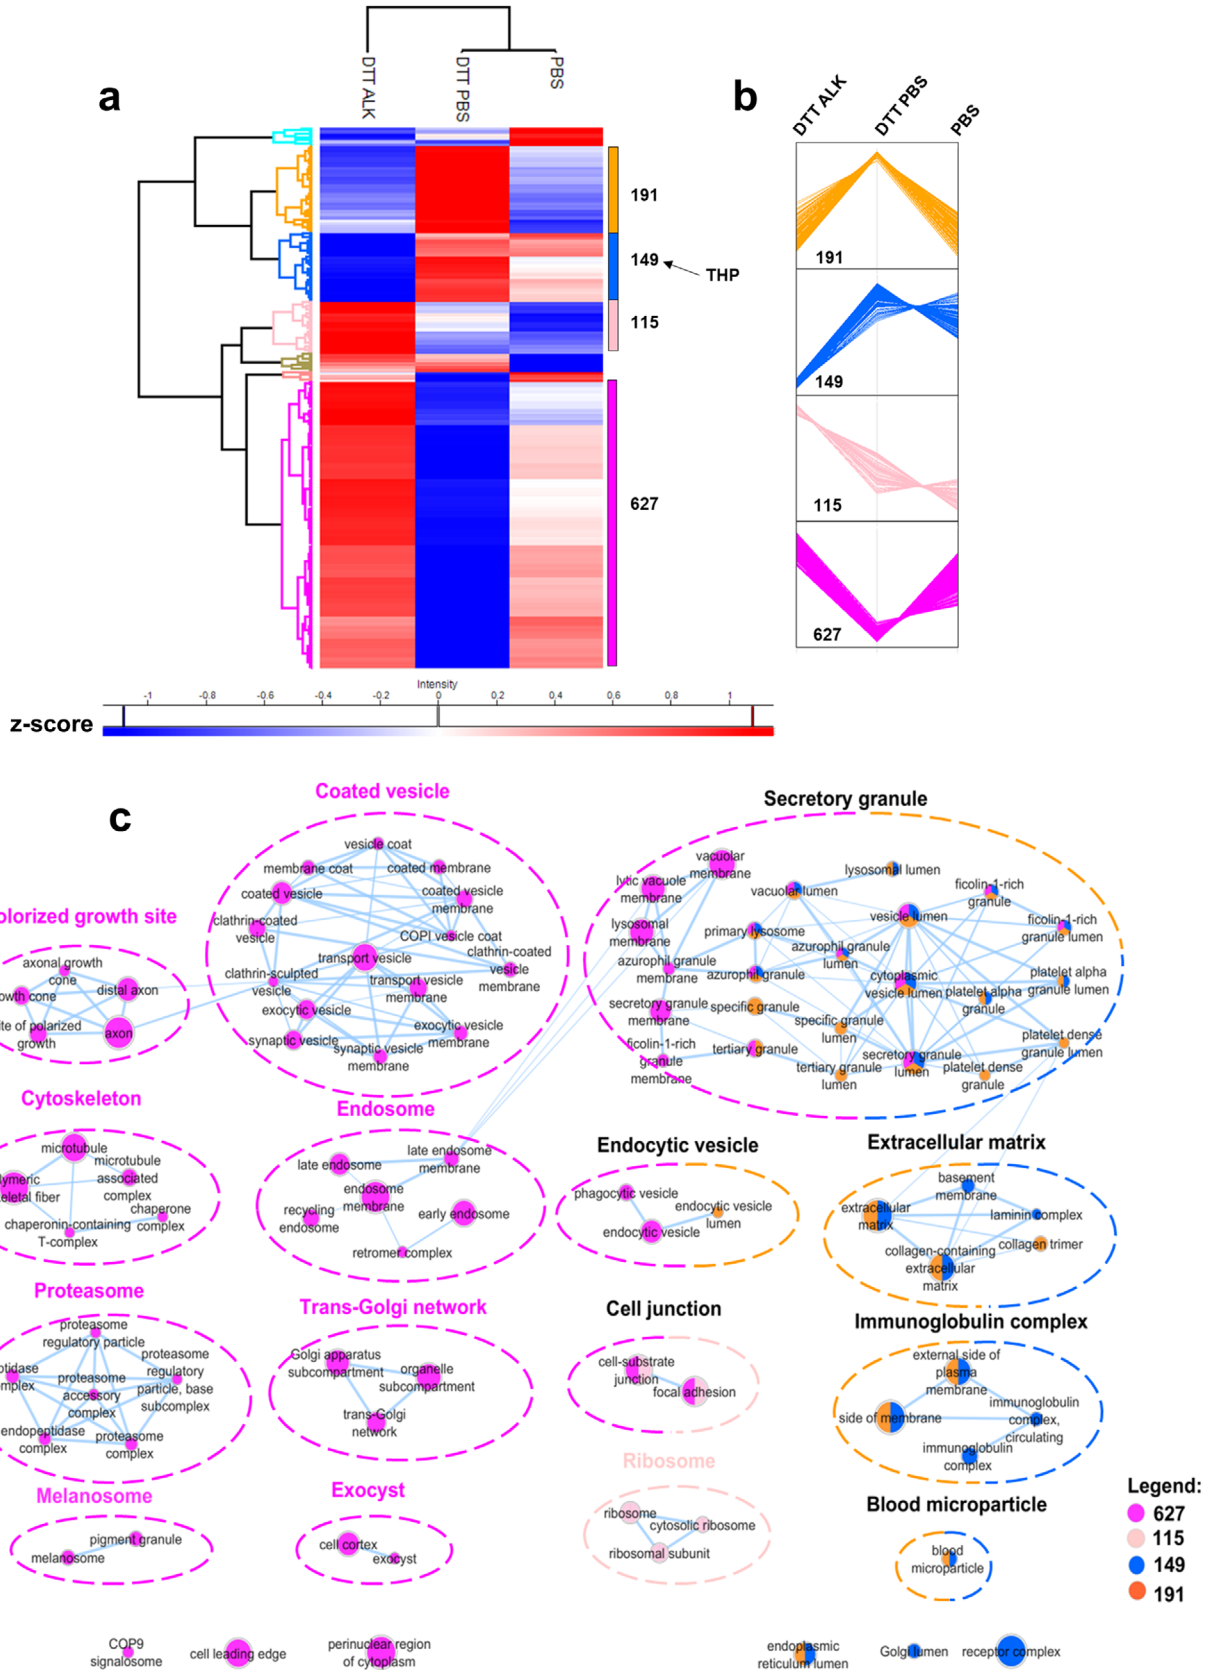 a
DTT ALK
DTT PBS
PBS
191
149
THP
115
627
b
DTT ALK
DTT PBS
PBS
191
149
115
627
Intensity
-1
-0.8
-0.6
-0.4
-0.2
0
0.2
0.4
0.6
0.8
1
z-score
c
Coated vesicle
vesicle coat
membrane coat
coated membrane
coated vesicle
coated vesicle
membrane
clathrin-coated
vesicle
COPI vesicle coat
clathrin-coated
vesicle
membrane
transport vesicle
clathrin-sculpted
vesicle
transport vesicle
membrane
exocytic vesicle
exocytic vesicle
membrane
synaptic vesicle
synaptic vesicle
membrane
Secretory granule
vacuolar
membrane
lytic vacuole
membrane
lysosomal
membrane
azurophil granule
membrane
secretory granule
membrane
ficolin-1-rich
granule
membrane
lysosomal lumen
vacuolar lumen
ficolin-1-rich
granule
vesicle lumen
ficolin-1-rich
granule lumen
primary lysosome
azurophil granule
lumen
azurophil granule
cytoplasmic
vesicle lumen
platelet alpha
granule lumen
platelet alpha
granule
specific granule
specific granule
lumen
platelet dense
granule lumen
tertiary granule
secretory granule
lumen
tertiary granule
lumen
platelet dense
granule
olorized growth site
axonal growth
cone
owth cone
distal axon
ite of polarized
growth
axon
Cytoskeleton
microtubule
microtubule
associated
complex
lymeric
eletal fiber
chaperone
complex
chaperonin-containing
T-complex
Endosome
late endosome
late endosome
membrane
endosome
membrane
recycling
endosome
early endosome
retromer complex
Endocytic vesicle
phagocytic vesicle
endocytic vesicle
lumen
endocytic vesicle
Extracellular matrix
basement
membrane
extracellular
matrix
laminin complex
collagen trimer
collagen-containing
extracellular
matrix
Proteasome
proteasome
regulatory particle
proteasome
regulatory
particle, base
subcomplex
otidase
mplex
proteasome
accessory
complex
endopeptidase
complex
proteasome
complex
Trans-Golgi network
Golgi apparatus
subcompartment
organelle
subcompartment
trans-Golgi
network
Cell junction
cell-substrate
junction
focal adhesion
Immunoglobulin complex
external side of
plasma
membrane
side of membrane
immunoglobulin
complex,
circulating
immunoglobulin
complex
Melanosome
pigment granule
melanosome
Exocyst
cell cortex
exocyst
Ribosome
ribosome
cytosolic ribosome
ribosomal subunit
Blood microparticle
blood
microparticle
Legend:
627
115
149
191
COP9
signalosome
cell leading edge
perinuclear region
of cytoplasm
endoplasmic
reticulum lumen
Golgi lumen
receptor complex